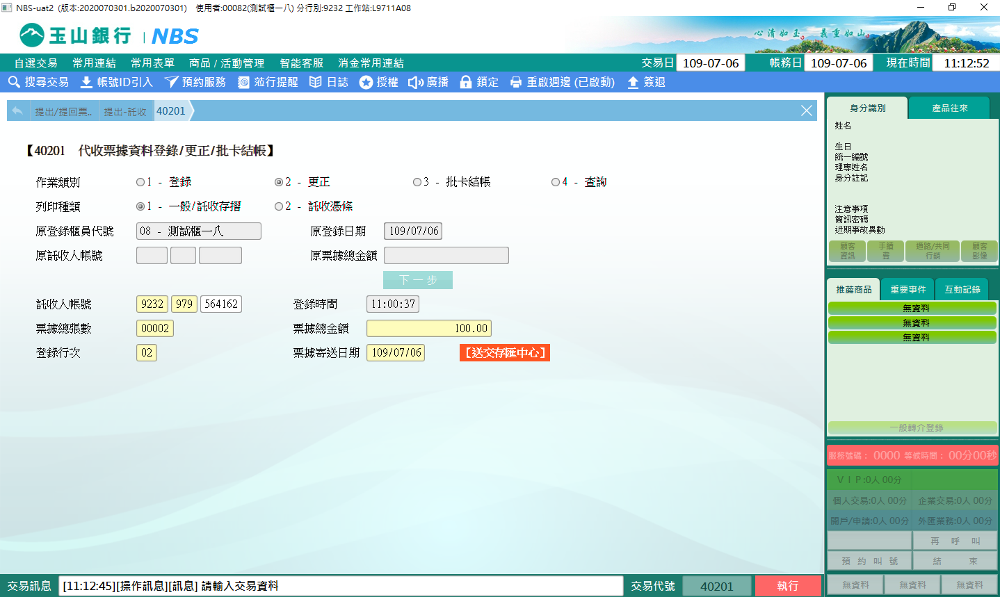 NBS-uat2 (版本:2020070301.b2020070301) 使用者:00082(測試櫃一八) 分行別:9232 工作站:L9711A08
玉山銀行 | NBS
心清如玉。 義重如山。
自選交易 常用連結 常用表單 商品 / 活動管理 智能客服 消金常用連結 交易日 109-07-06 帳務日 109-07-06 現在時間 11:12:52
搜尋交易 帳號ID引入 預約服務 蒞行提醒 日誌 授權 廣播 鎖定 重啟週邊 (已啟動) 簽退
提出/提回票.. 提出-託收 40201
【40201 代收票據資料登錄/更正/批卡結帳】
作業類別 1 - 登錄 2 - 更正 3 - 批卡結帳 4 - 查詢
列印種類 1 - 一般/託收存摺 2 - 託收憑條
原登錄櫃員代號 08 - 測試櫃一八 原登錄日期 109/07/06
原託收人帳號 原票據總金額
下一步
託收人帳號 9232 979 564162 登錄時間 11:00:37
票據總張數 00002 票據總金額 100.00
登錄行次 02 票據寄送日期 109/07/06 【送交存匯中心】
身分識別 產品往來
姓名
生日
統一編號
理專姓名
身分註記
注意事項
簡訊密碼
近期事故異動
顧客資訊 手續費 通路/共同行銷 顧客影像
推薦商品 重要事件 互動記錄
無資料
無資料
無資料
一般轉介登錄
服務號碼： 0000 等候時間： 00分00秒
ＶＩＰ:0人 00分
個人交易:0人 00分 企業交易:0人 00分
開戶/申請:0人 00分 外匯業務:0人 00分
再 呼 叫
預 約 叫 號 結 束
無資料 無資料 無資料
交易訊息 [11:12:45][操作訊息][訊息] 請輸入交易資料 交易代號 40201 執行